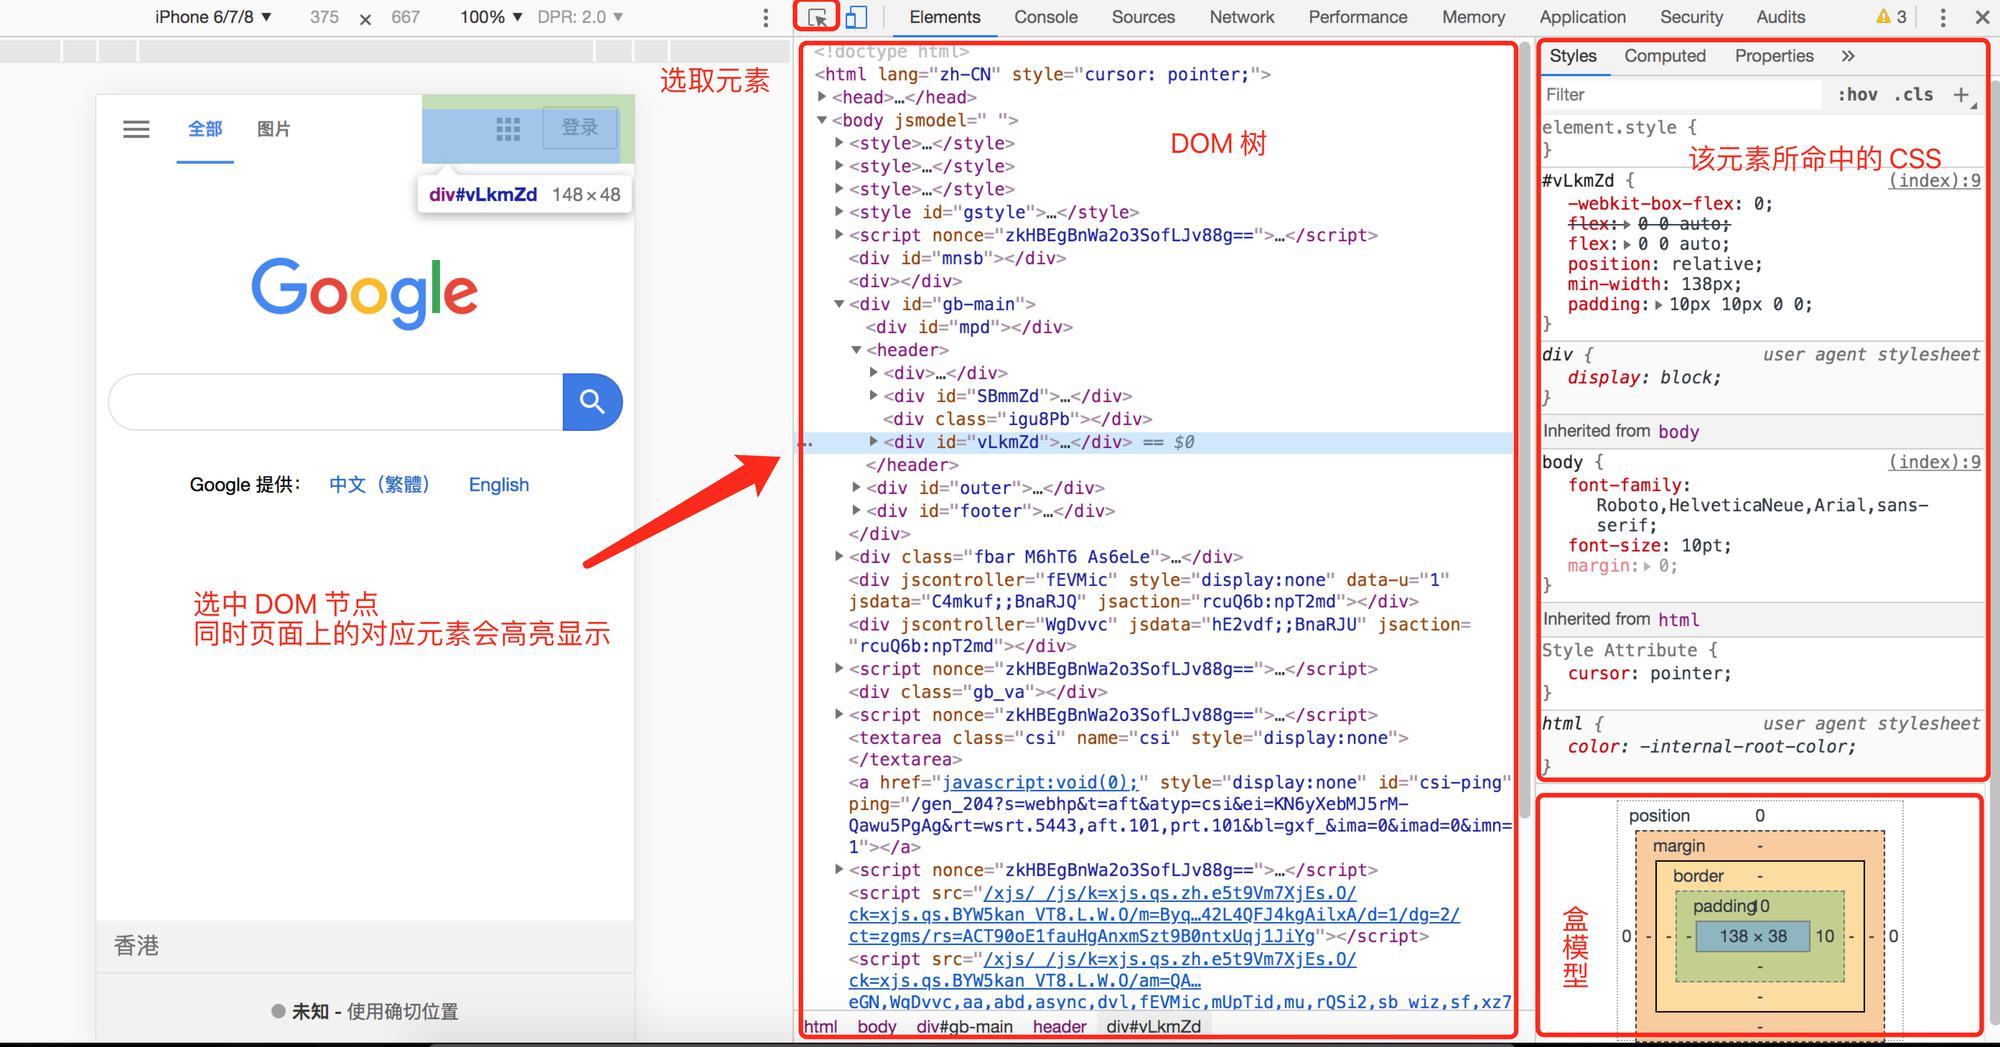 iPhone 6/7/8 ▼ 375 × 667 100% ▼ DPR: 2.0 ▼
Elements Console Sources Network Performance Memory Application Security Audits 3
选取元素
全部 图片 登录
div#vLkmZd 148 × 48
Google
Google 提供： 中文（繁體） English
选中 DOM 节点
同时页面上的对应元素会高亮显示
香港
未知 - 使用确切位置
DOM 树
<!doctype html>
<html lang="zh-CN" style="cursor: pointer;">
▶<head>…</head>
▼<body jsmodel=" ">
▶<style>…</style>
▶<style>…</style>
▶<style>…</style>
▶<style id="gstyle">…</style>
▶<script nonce="zkHBEgBnWa2o3SofLJv88g==">…</script>
<div id="mnsb"></div>
<div></div>
▼<div id="gb-main">
<div id="mpd"></div>
▼<header>
▶<div>…</div>
▶<div id="SBmmZd">…</div>
<div class="igu8Pb"></div>
… ▶<div id="vLkmZd">…</div> == $0
</header>
▶<div id="outer">…</div>
▶<div id="footer">…</div>
</div>
▶<div class="fbar M6hT6 As6eLe">…</div>
<div jscontroller="fEVMic" style="display:none" data-u="1"
jsdata="C4mkuf;;BnaRJQ" jsaction="rcuQ6b:npT2md"></div>
<div jscontroller="WgDvvc" jsdata="hE2vdf;;BnaRJU" jsaction=
"rcuQ6b:npT2md"></div>
▶<script nonce="zkHBEgBnWa2o3SofLJv88g==">…</script>
<div class="gb_va"></div>
▶<script nonce="zkHBEgBnWa2o3SofLJv88g==">…</script>
<textarea class="csi" name="csi" style="display:none">
</textarea>
<a href="javascript:void(0);" style="display:none" id="csi-ping"
ping="/gen_204?s=webhp&t=aft&atyp=csi&ei=KN6yXebMJ5rM-
Qawu5PgAg&rt=wsrt.5443,aft.101,prt.101&bl=gxf_&ima=0&imad=0&imn=
1"></a>
▶<script nonce="zkHBEgBnWa2o3SofLJv88g==">…</script>
<script src="/xjs/_/js/k=xjs.qs.zh.e5t9Vm7XjEs.O/
ck=xjs.qs.BYW5kan_VT8.L.W.O/m=Byq…42L4QFJ4kgAilxA/d=1/dg=2/
ct=zgms/rs=ACT90oE1fauHgAnxmSzt9B0ntxUqj1JiYg"></script>
<script src="/xjs/_/js/k=xjs.qs.zh.e5t9Vm7XjEs.O/
ck=xjs.qs.BYW5kan_VT8.L.W.O/am=QA…
eGN,WgDvvc,aa,abd,async,dvl,fEVMic,mUpTid,mu,rQSi2,sb_wiz,sf,xz7
html body div#gb-main header div#vLkmZd
Styles Computed Properties »
Filter :hov .cls +
element.style {
}
该元素所命中的 CSS
#vLkmZd { (index):9
-webkit-box-flex: 0;
flex:▶ 0 0 auto;
flex:▶ 0 0 auto;
position: relative;
min-width: 138px;
padding:▶ 10px 10px 0 0;
}
div { user agent stylesheet
display: block;
}
Inherited from body
body { (index):9
font-family:
Roboto,HelveticaNeue,Arial,sans-
serif;
font-size: 10pt;
margin:▶ 0;
}
Inherited from html
Style Attribute {
cursor: pointer;
}
html { user agent stylesheet
color: -internal-root-color;
}
盒模型
position 0
margin -
border -
padding 10
0 - - - 138 × 38 10 - - 0
-
-
-